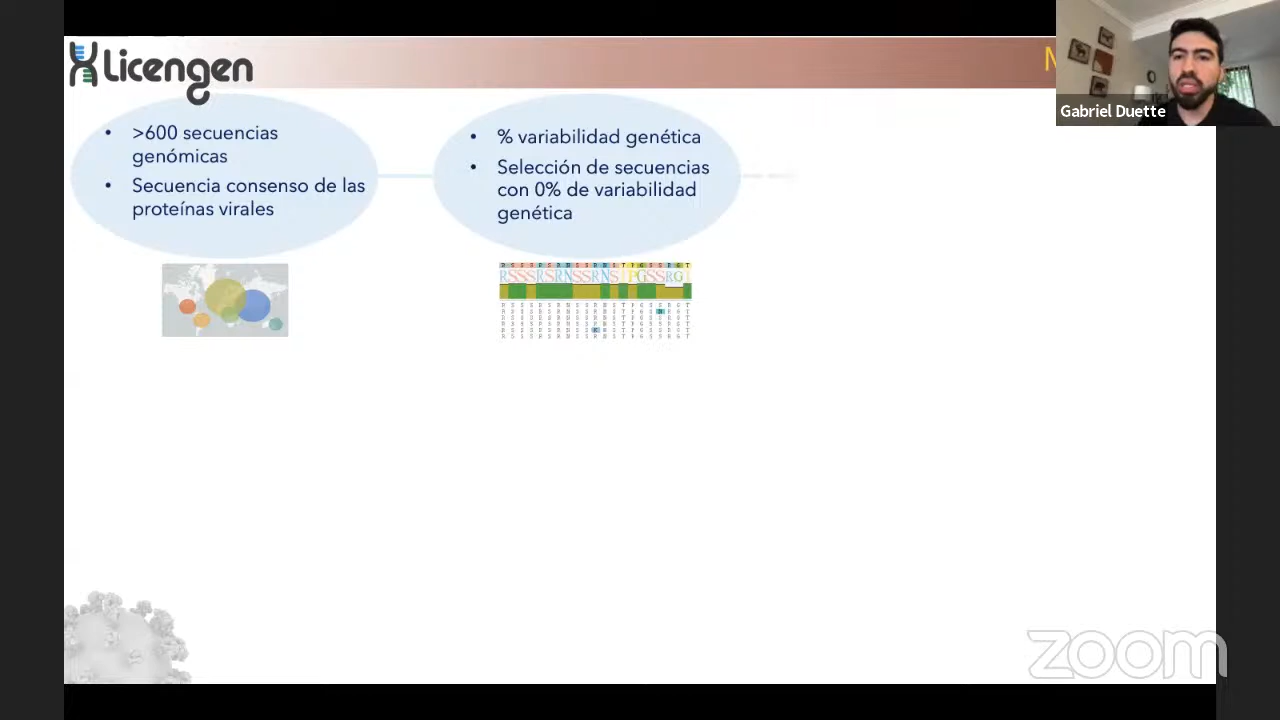 Licengen
M
Gabriel Duette
• >600 secuencias
genómicas
• Secuencia consenso de las
proteínas virales
• % variabilidad genética
• Selección de secuencias
con 0% de variabilidad
genética
RSSSRSRNSSRNSTPGSSRGT
zoom